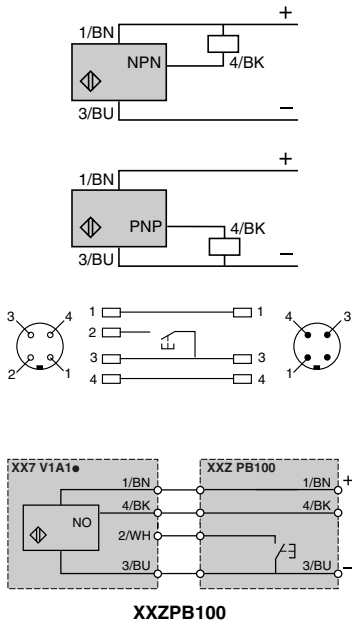 +
1/BN
NPN
4/BK
3/BU
−
+
1/BN
PNP
4/BK
3/BU
−
3 4
2 1
1 1
2
3 3
4 4
4 3
1
XX7 V1A1● XXZ PB100
1/BN 1/BN +
4/BK 4/BK
NO
2/WH
3/BU 3/BU −
XXZPB100